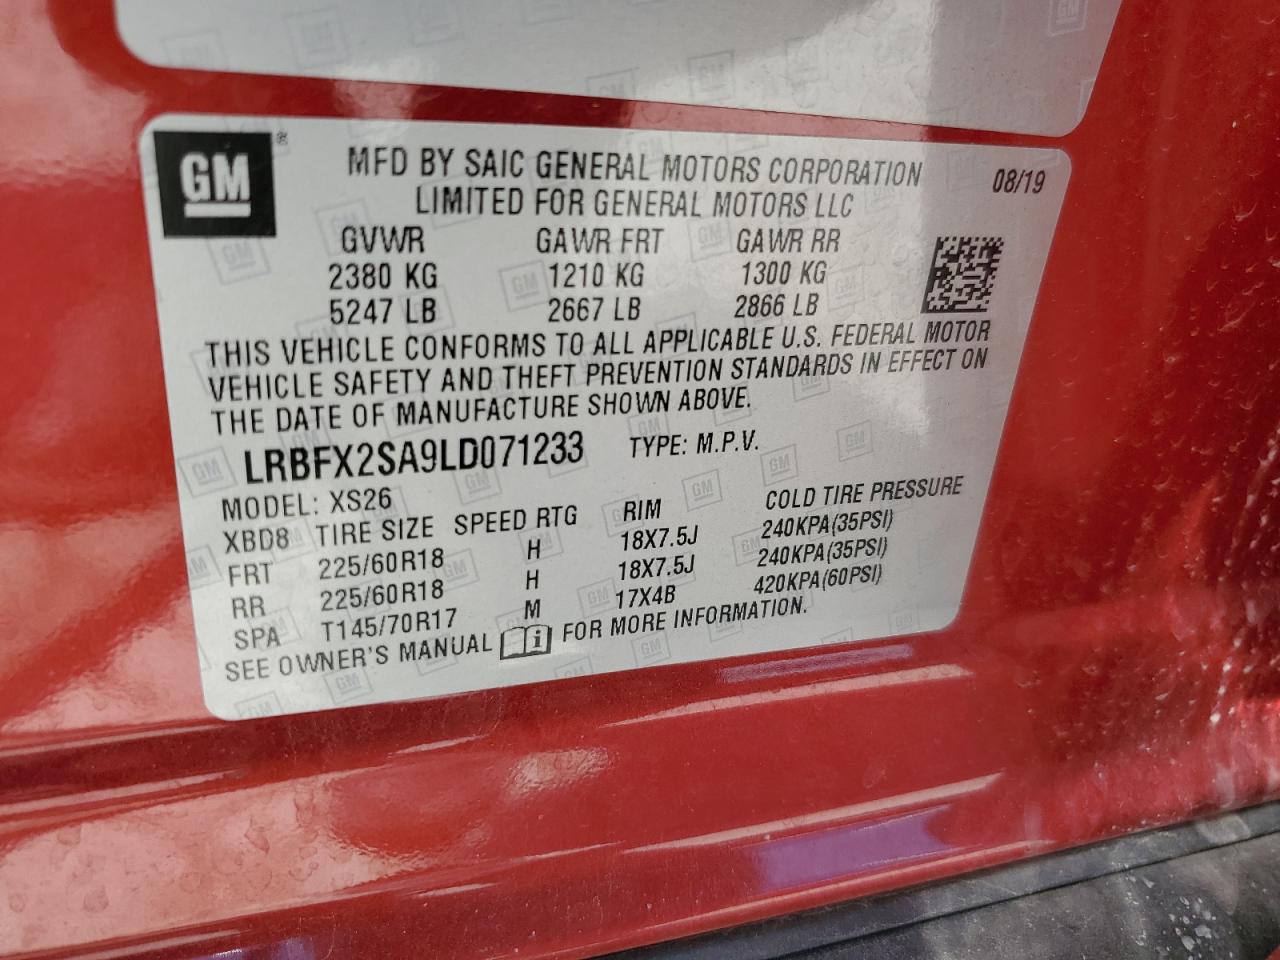 GM ®
MFD BY SAIC GENERAL MOTORS CORPORATION
LIMITED FOR GENERAL MOTORS LLC
08/19
GVWR GAWR FRT GAWR RR
2380 KG 1210 KG 1300 KG
5247 LB 2667 LB 2866 LB
THIS VEHICLE CONFORMS TO ALL APPLICABLE U.S. FEDERAL MOTOR
VEHICLE SAFETY AND THEFT PREVENTION STANDARDS IN EFFECT ON
THE DATE OF MANUFACTURE SHOWN ABOVE.
LRBFX2SA9LD071233 TYPE: M.P.V.
MODEL: XS26
XBD8 TIRE SIZE SPEED RTG RIM COLD TIRE PRESSURE
FRT 225/60R18 H 18X7.5J 240KPA(35PSI)
RR 225/60R18 H 18X7.5J 240KPA(35PSI)
SPA T145/70R17 M 17X4B 420KPA(60PSI)
SEE OWNER'S MANUAL i FOR MORE INFORMATION.